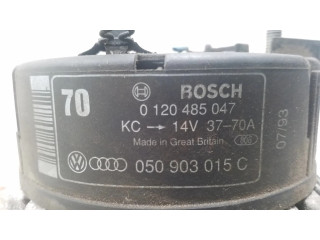 70
BOSCH
0 120 485 047
KC → 14V 37-70A
Made in Great Britain
050 903 015 C
07/93